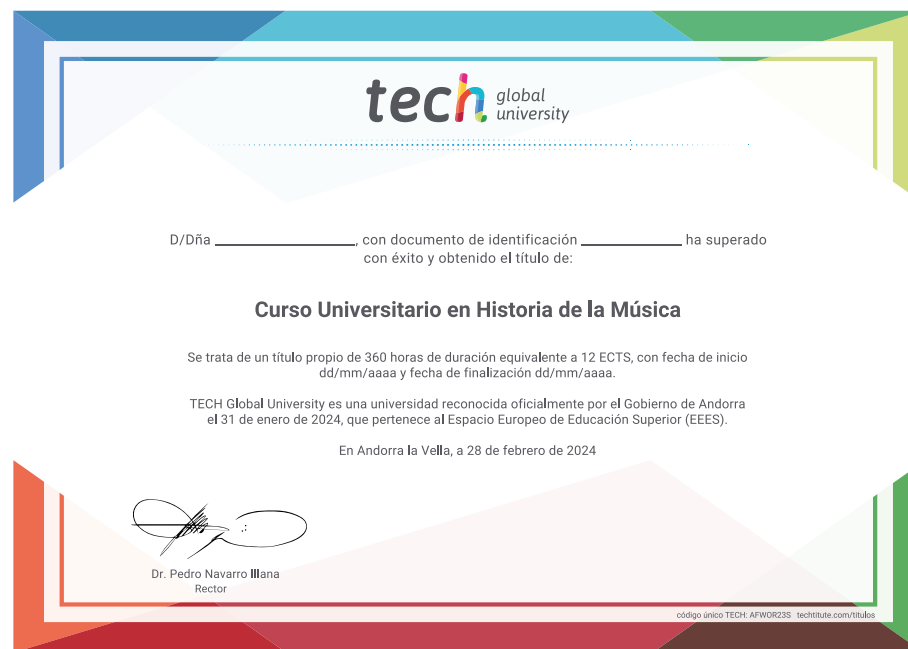 tech global university
D/Dña ____________, con documento de identificación ____________ ha superado
con éxito y obtenido el título de:
Curso Universitario en Historia de la Música
Se trata de un título propio de 360 horas de duración equivalente a 12 ECTS, con fecha de inicio
dd/mm/aaaa y fecha de finalización dd/mm/aaaa.
TECH Global University es una universidad reconocida oficialmente por el Gobierno de Andorra
el 31 de enero de 2024, que pertenece al Espacio Europeo de Educación Superior (EEES).
En Andorra la Vella, a 28 de febrero de 2024
Dr. Pedro Navarro Illana
Rector
código único TECH: AFWOR23S techtitute.com/titulos